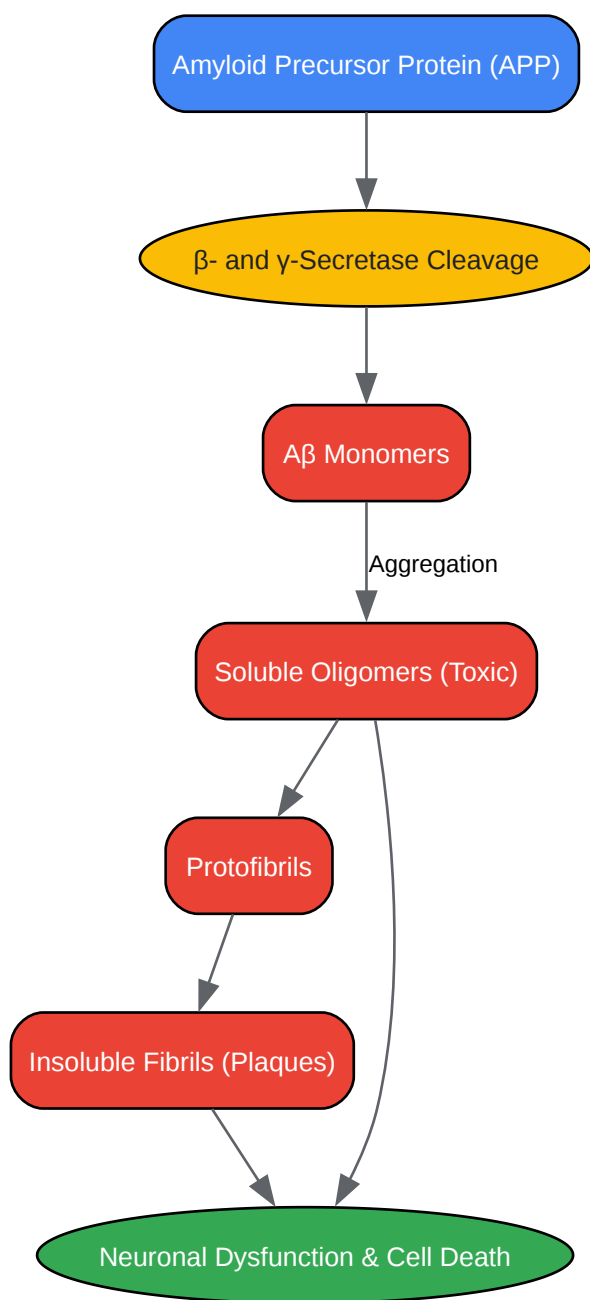 Amyloid Precursor Protein (APP)
β- and γ-Secretase Cleavage
Aβ Monomers
Aggregation
Soluble Oligomers (Toxic)
Protofibrils
Insoluble Fibrils (Plaques)
Neuronal Dysfunction & Cell Death